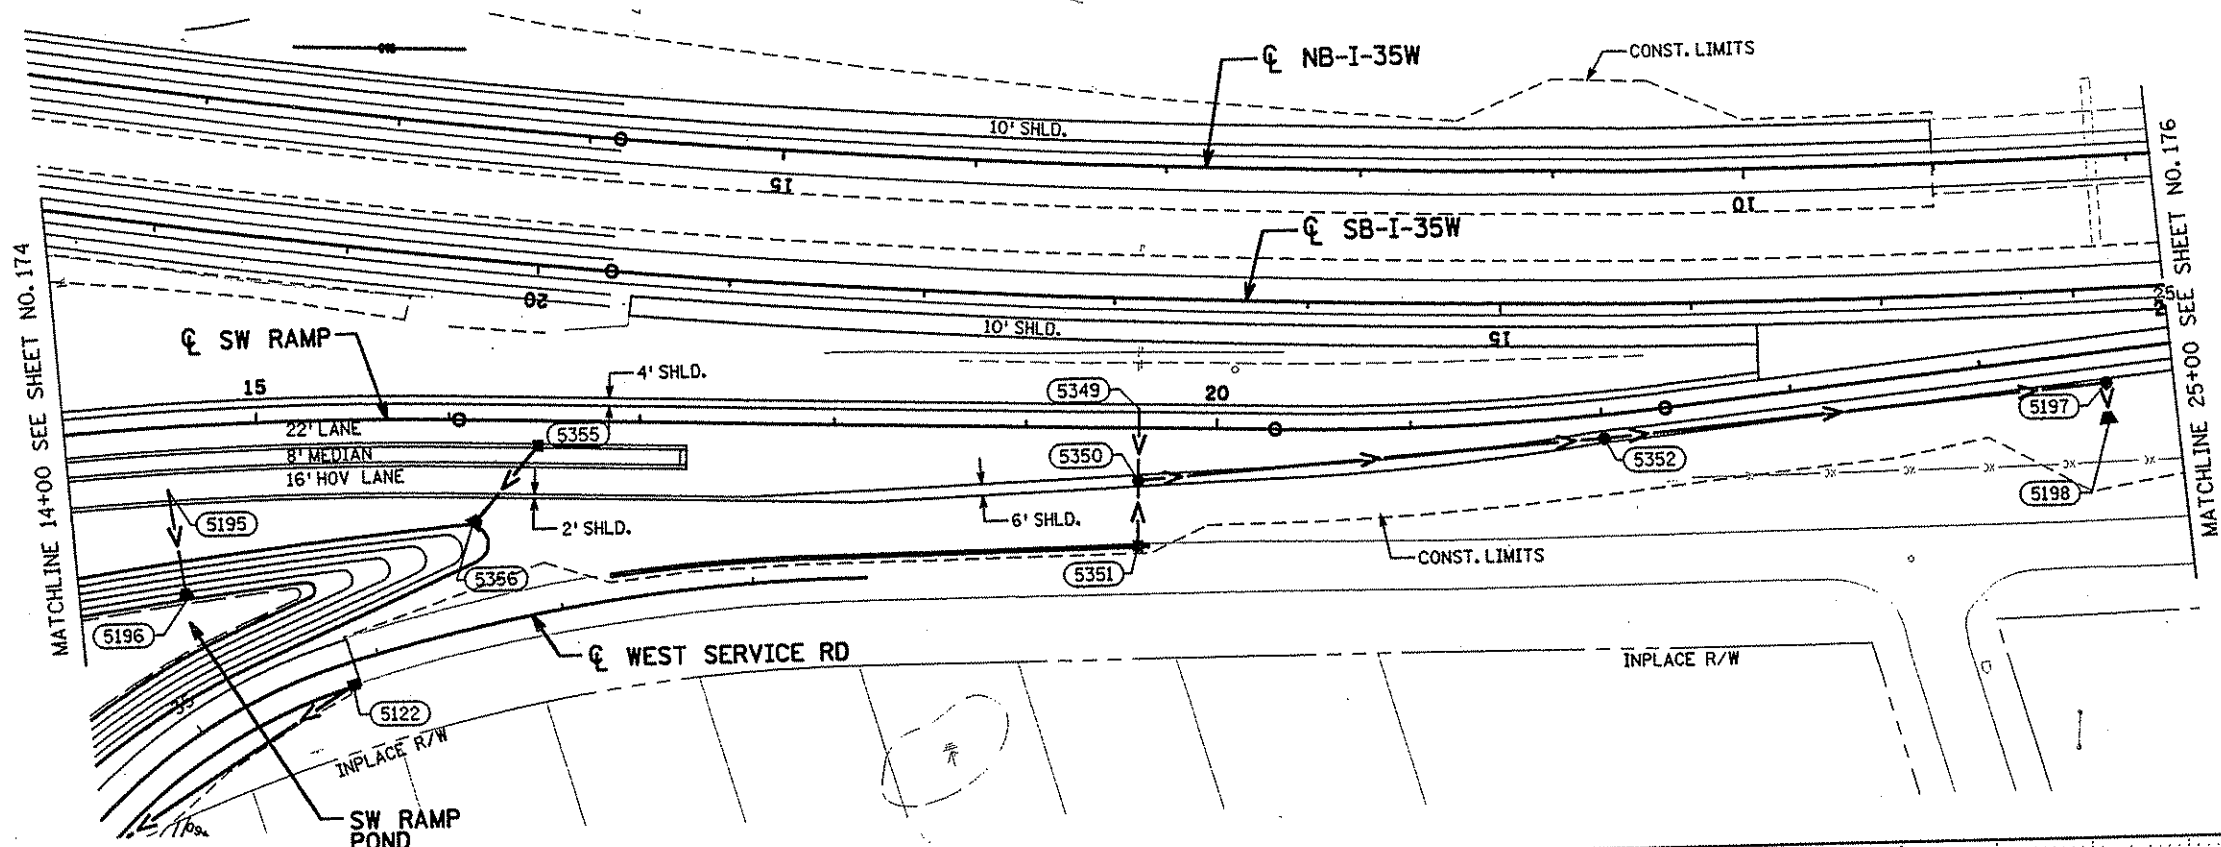 ℄ NB-I-35W
CONST. LIMITS
10' SHLD.
15
10
℄ SB-I-35W
MATCHLINE 14+00 SEE SHEET NO. 174
MATCHLINE 25+00 SEE SHEET NO. 176
20
10' SHLD.
15
25
℄ SW RAMP
15
4' SHLD.
5349
20
5197
22' LANE
5355
8' MEDIAN
5350
5352
16' HOV LANE
5198
5195
2' SHLD.
6' SHLD.
CONST. LIMITS
5356
5351
5196
℄ WEST SERVICE RD
INPLACE R/W
35
5122
INPLACE R/W
SW RAMP
POND